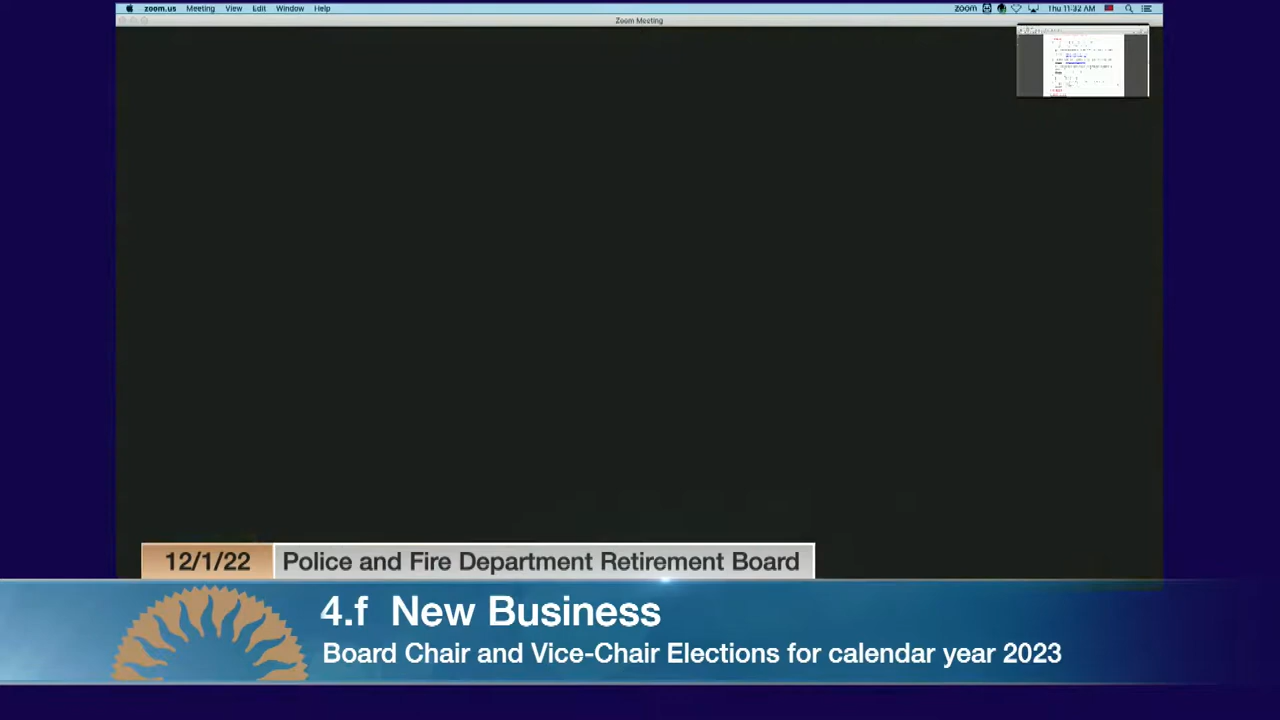 zoom.us Meeting View Edit Window Help zoom Thu 11:32 AM
Zoom Meeting
12/1/22 Police and Fire Department Retirement Board
4.f New Business
Board Chair and Vice-Chair Elections for calendar year 2023